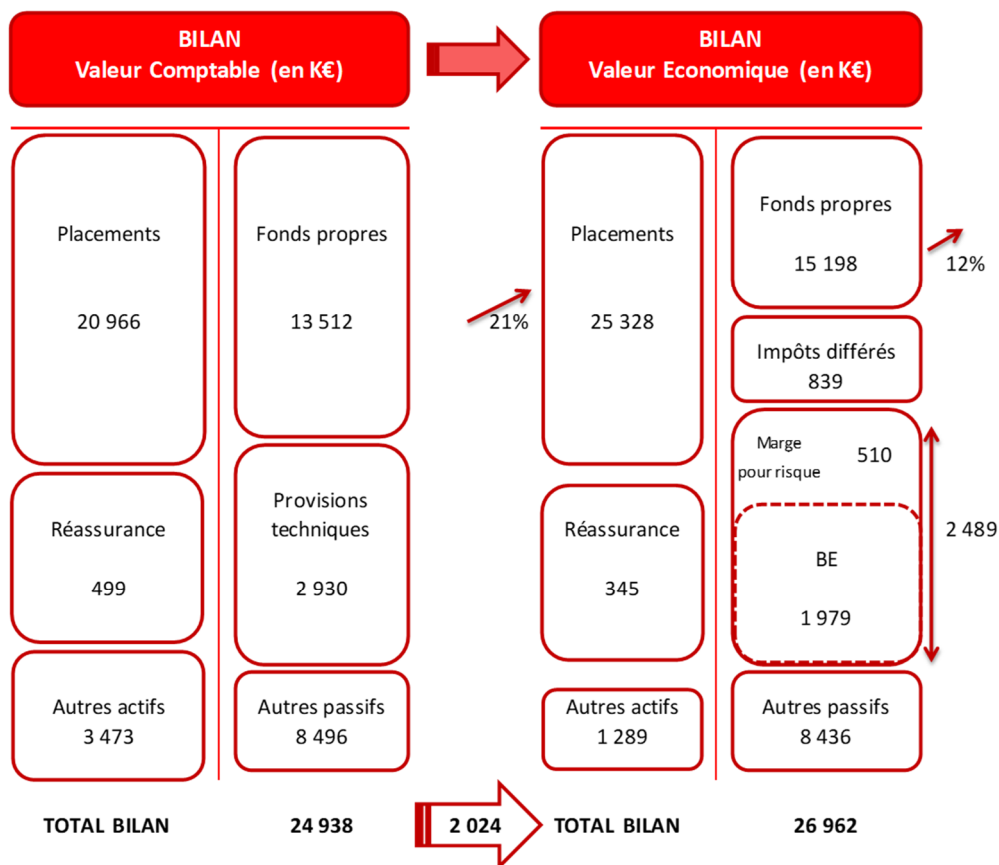 BILAN
Valeur Comptable (en K€)
BILAN
Valeur Economique (en K€)
Placements
20 966
Réassurance
499
Autres actifs
3 473
Fonds propres
13 512
Provisions
techniques
2 930
Autres passifs
8 496
21%
Placements
25 328
Réassurance
345
Autres actifs
1 289
Fonds propres
15 198
12%
Impôts différés
839
Marge
pour risque
510
BE
1 979
2 489
Autres passifs
8 436
TOTAL BILAN
24 938
2 024
TOTAL BILAN
26 962